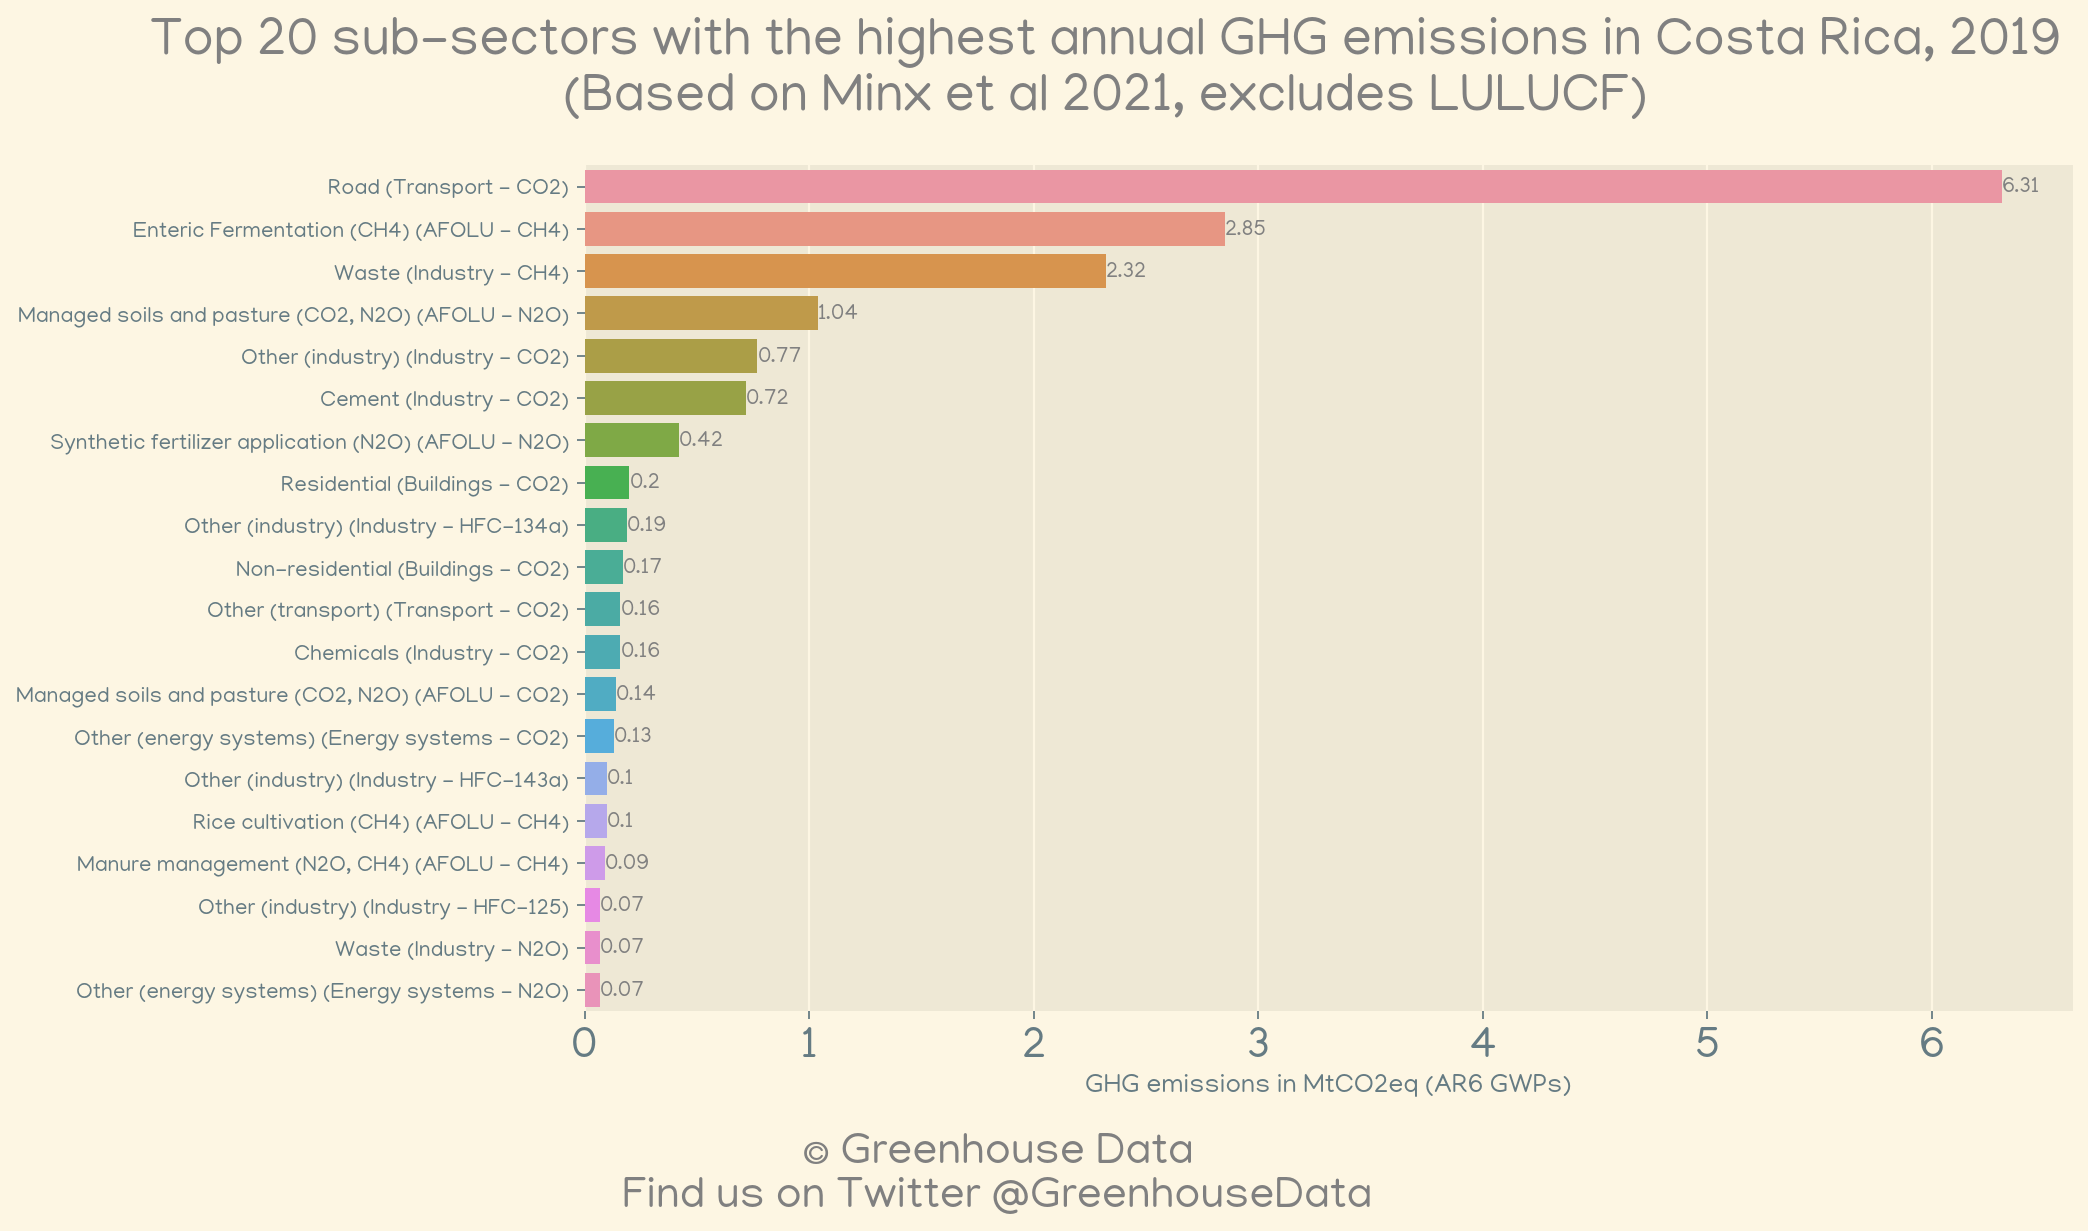 Top 20 sub-sectors with the highest annual GHG emissions in Costa Rica, 2019
(Based on Minx et al 2021, excludes LULUCF)
Road (Transport - CO2) 6.31
Enteric Fermentation (CH4) (AFOLU - CH4) 2.85
Waste (Industry - CH4) 2.32
Managed soils and pasture (CO2, N2O) (AFOLU - N2O) 1.04
Other (industry) (Industry - CO2) 0.77
Cement (Industry - CO2) 0.72
Synthetic fertilizer application (N2O) (AFOLU - N2O) 0.42
Residential (Buildings - CO2) 0.2
Other (industry) (Industry - HFC-134a) 0.19
Non-residential (Buildings - CO2) 0.17
Other (transport) (Transport - CO2) 0.16
Chemicals (Industry - CO2) 0.16
Managed soils and pasture (CO2, N2O) (AFOLU - CO2) 0.14
Other (energy systems) (Energy systems - CO2) 0.13
Other (industry) (Industry - HFC-143a) 0.1
Rice cultivation (CH4) (AFOLU - CH4) 0.1
Manure management (N2O, CH4) (AFOLU - CH4) 0.09
Other (industry) (Industry - HFC-125) 0.07
Waste (Industry - N2O) 0.07
Other (energy systems) (Energy systems - N2O) 0.07
0 1 2 3 4 5 6
GHG emissions in MtCO2eq (AR6 GWPs)
© Greenhouse Data
Find us on Twitter @GreenhouseData